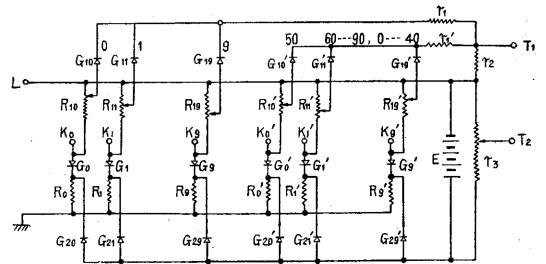 r₁
0 1 9 50 60---90, 0---40 r₁′ T₁
G₁₀ G₁₁ G₁₉ G₁₀′ G₁₁′ G₁₉′ r₂
L
R₁₀ R₁₁ R₁₉ R₁₀′ R₁₁′ R₁₉′
K₀ K₁ K₉ K₀′ K₁′ K₉′ T₂
G₀ G₁ G₉ G₀′ G₁′ G₉′ E r₃
R₀ R₁ R₉ R₀′ R₁′ R₉′
G₂₀ G₂₁ G₂₉ G₂₀′ G₂₁′ G₂₉′